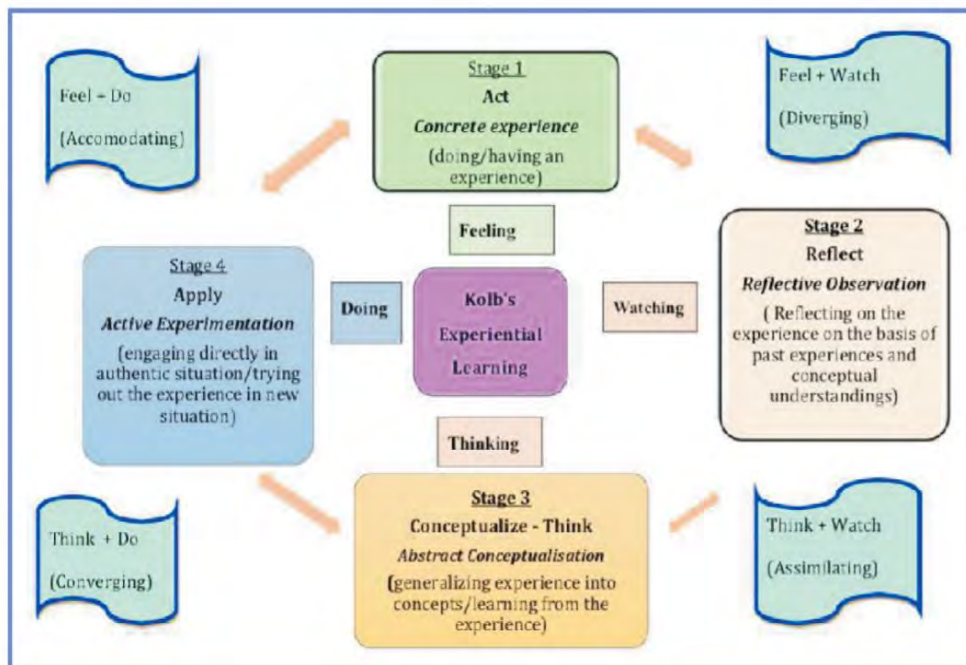 Feel + Do
(Accomodating)
Stage 1
Act
Concrete experience
(doing/having an
experience)
Feel + Watch
(Diverging)
Feeling
Stage 4
Apply
Active Experimentation
(engaging directly in
authentic situation/trying
out the experience in new
situation)
Doing
Kolb's
Experiential
Learning
Watching
Stage 2
Reflect
Reflective Observation
( Reflecting on the
experience on the basis of
past experiences and
conceptual
understandings)
Thinking
Think + Do
(Converging)
Stage 3
Conceptualize - Think
Abstract Conceptualisation
(generalizing experience into
concepts/learning from the
experience)
Think + Watch
(Assimilating)